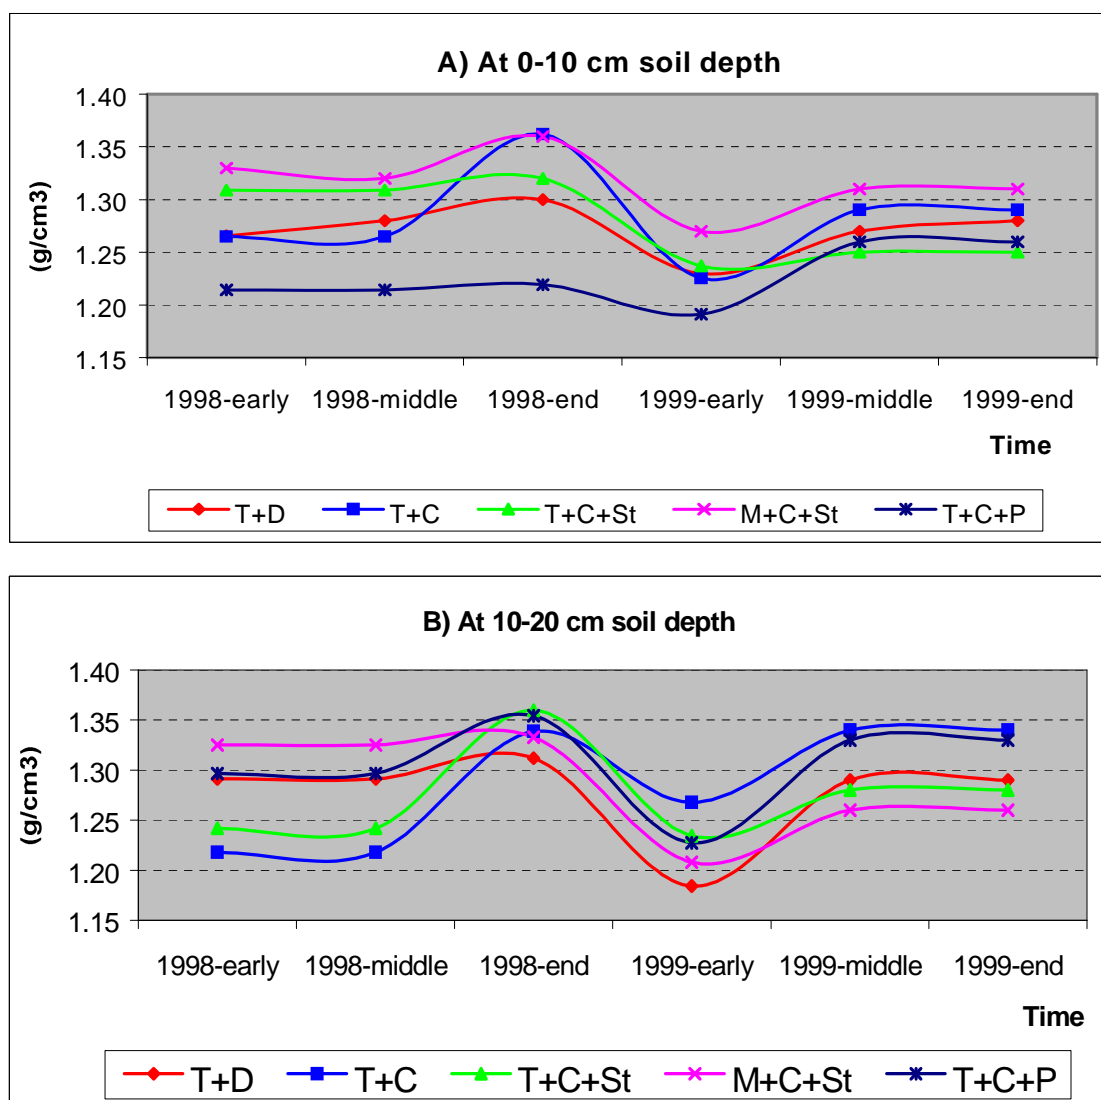 A) At 0-10 cm soil depth
1.40
1.35
1.30
1.25
1.20
1.15
(g/cm3)
1998-early 1998-middle 1998-end 1999-early 1999-middle 1999-end
Time
T+D T+C T+C+St M+C+St T+C+P
B) At 10-20 cm soil depth
1.40
1.35
1.30
1.25
1.20
1.15
(g/cm3)
1998-early 1998-middle 1998-end 1999-early 1999-middle 1999-end
Time
T+D T+C T+C+St M+C+St T+C+P